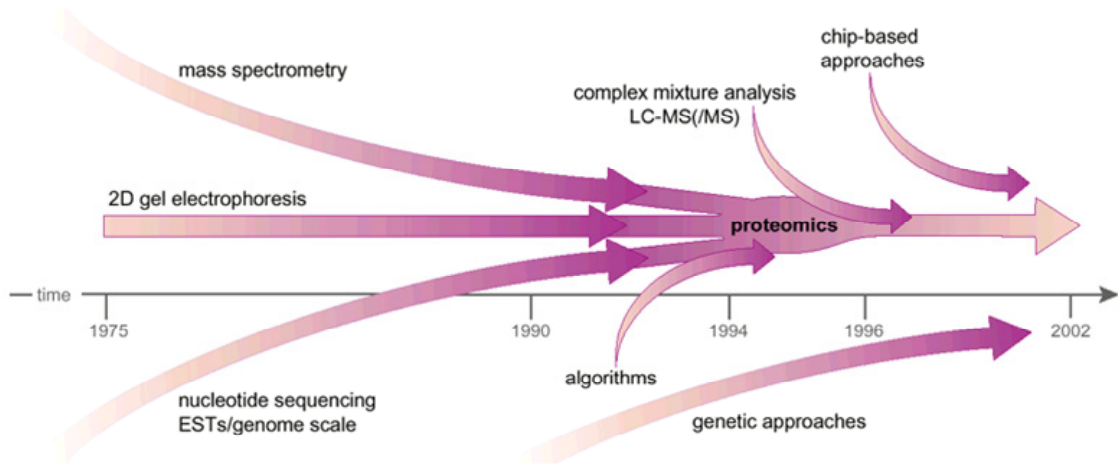 chip-based
approaches
mass spectrometry
complex mixture analysis
LC-MS(/MS)
2D gel electrophoresis
proteomics
time
1975
1990
1994
1996
2002
algorithms
nucleotide sequencing
ESTs/genome scale
genetic approaches